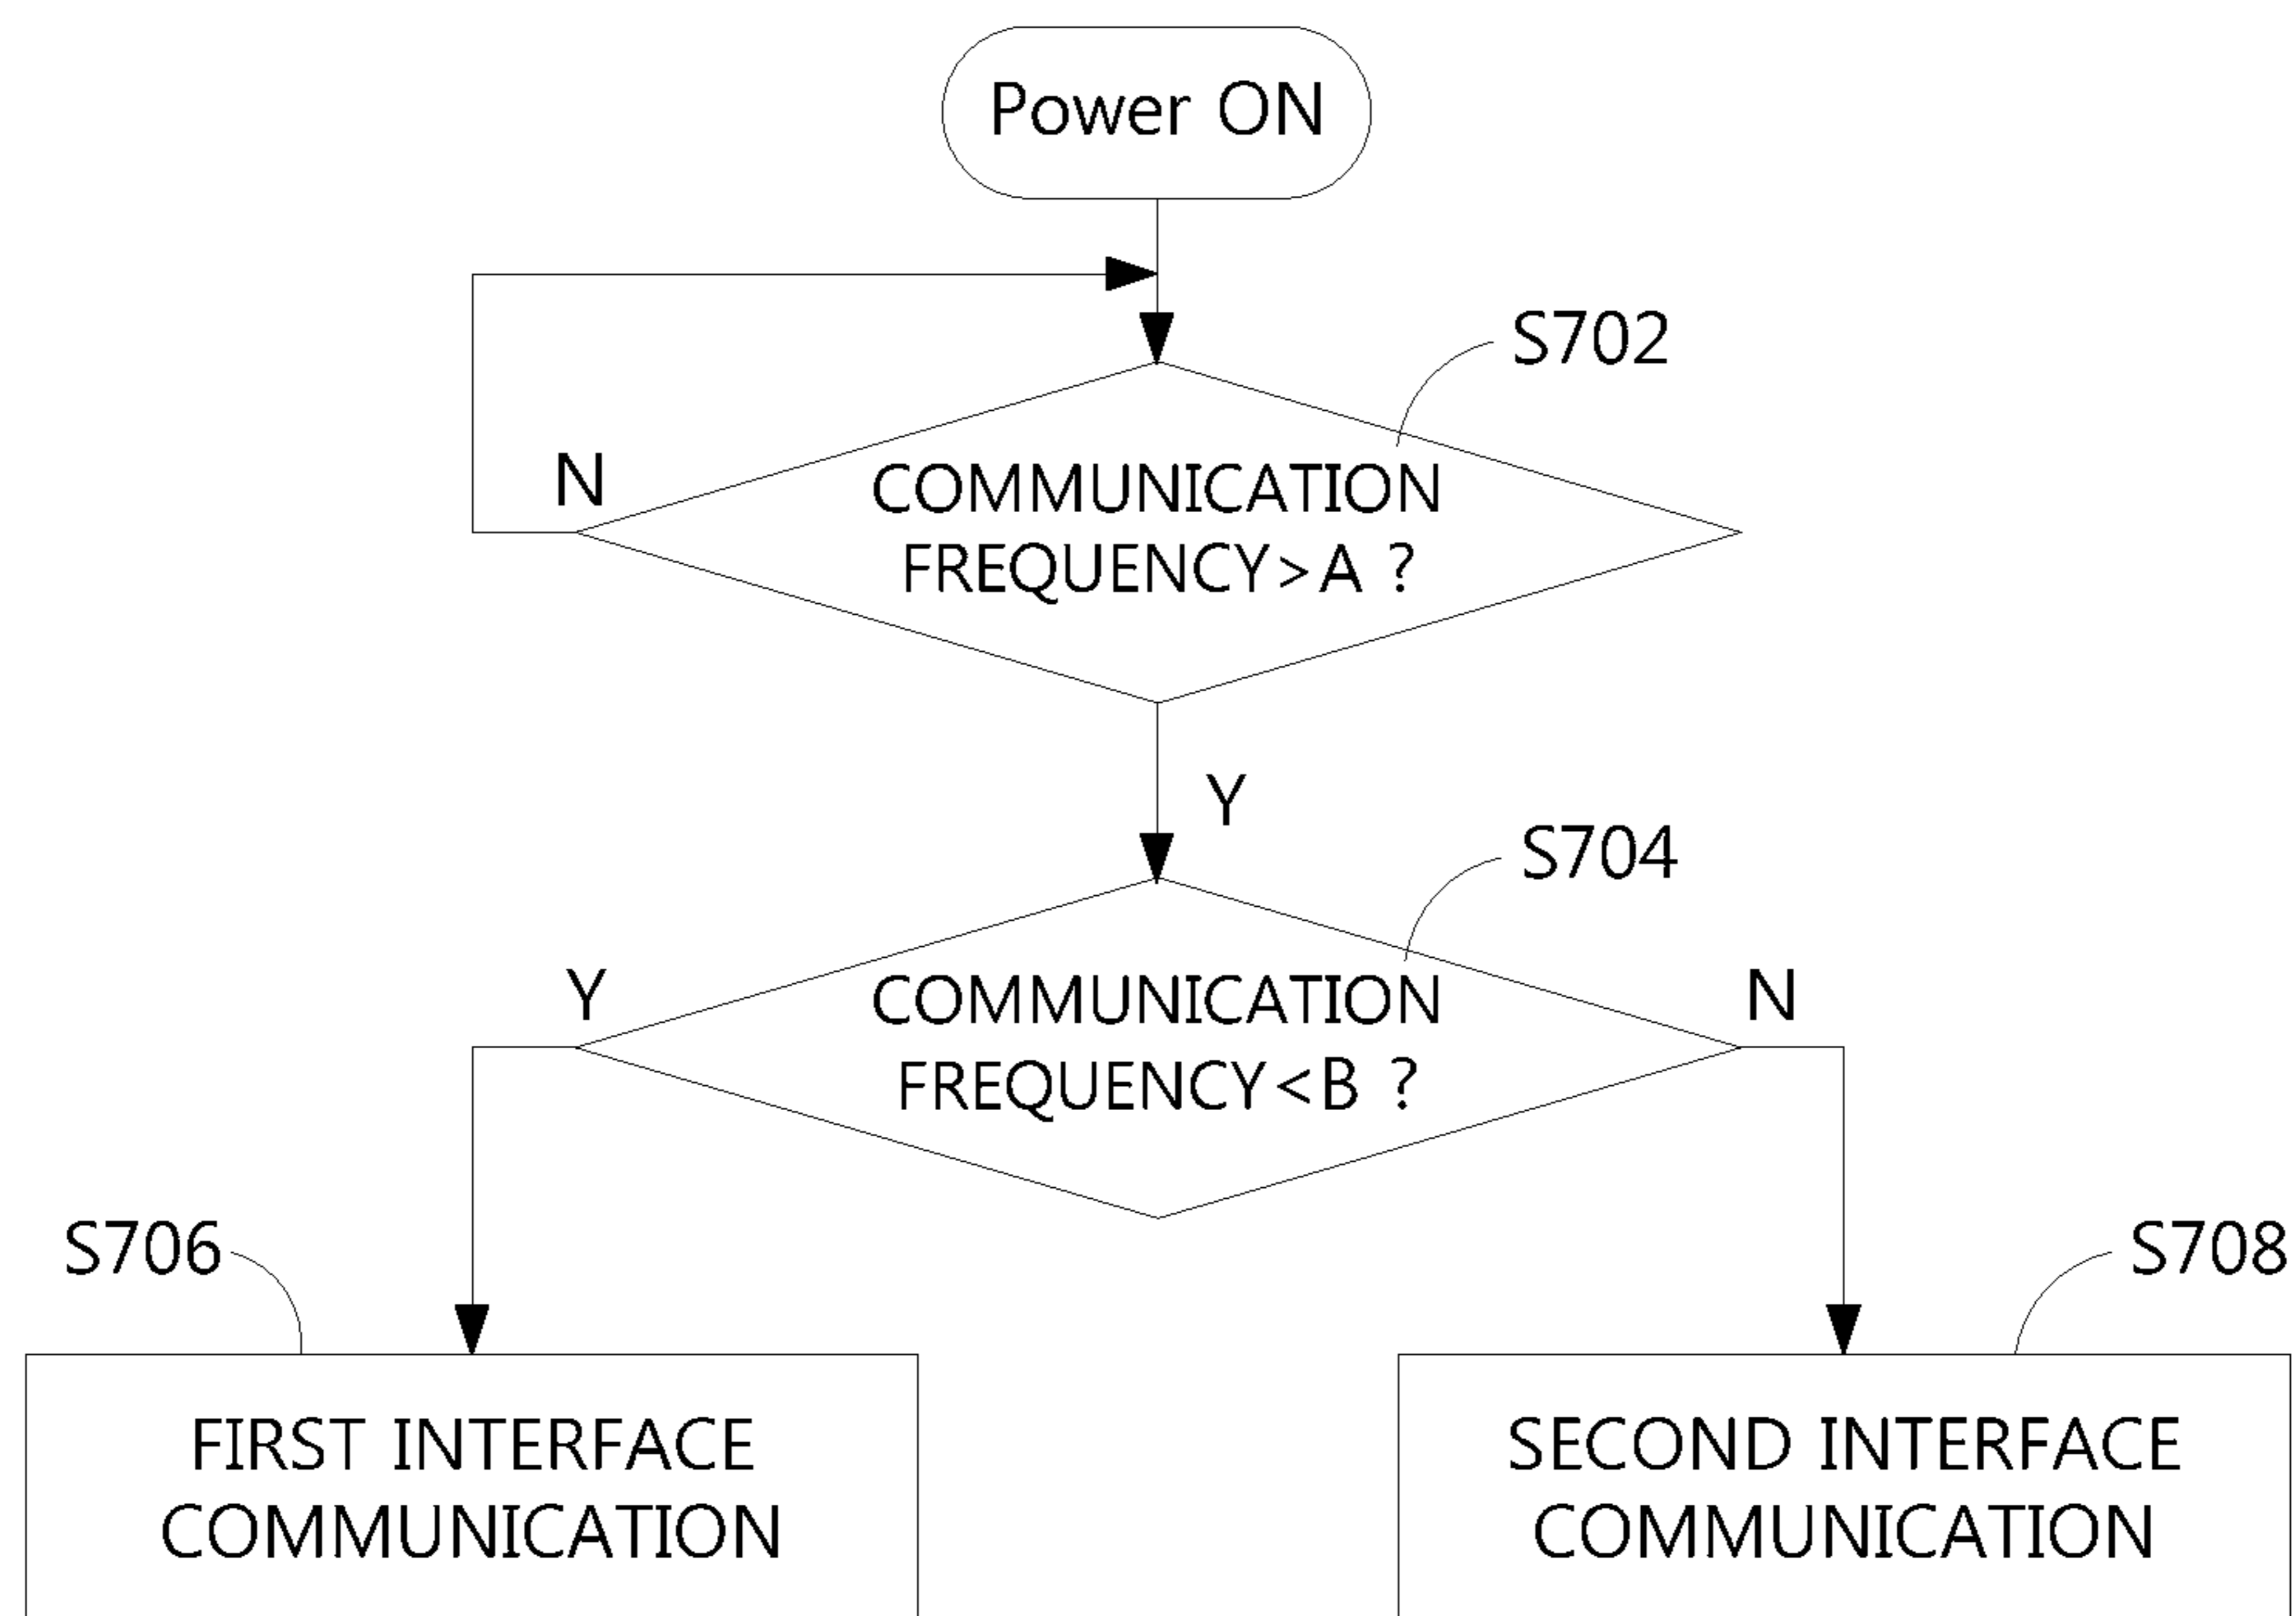 Power ON
S702
N
COMMUNICATION
FREQUENCY>A ?
Y
S704
Y
COMMUNICATION
N
FREQUENCY<B ?
S706
S708
FIRST INTERFACE
COMMUNICATION
SECOND INTERFACE
COMMUNICATION